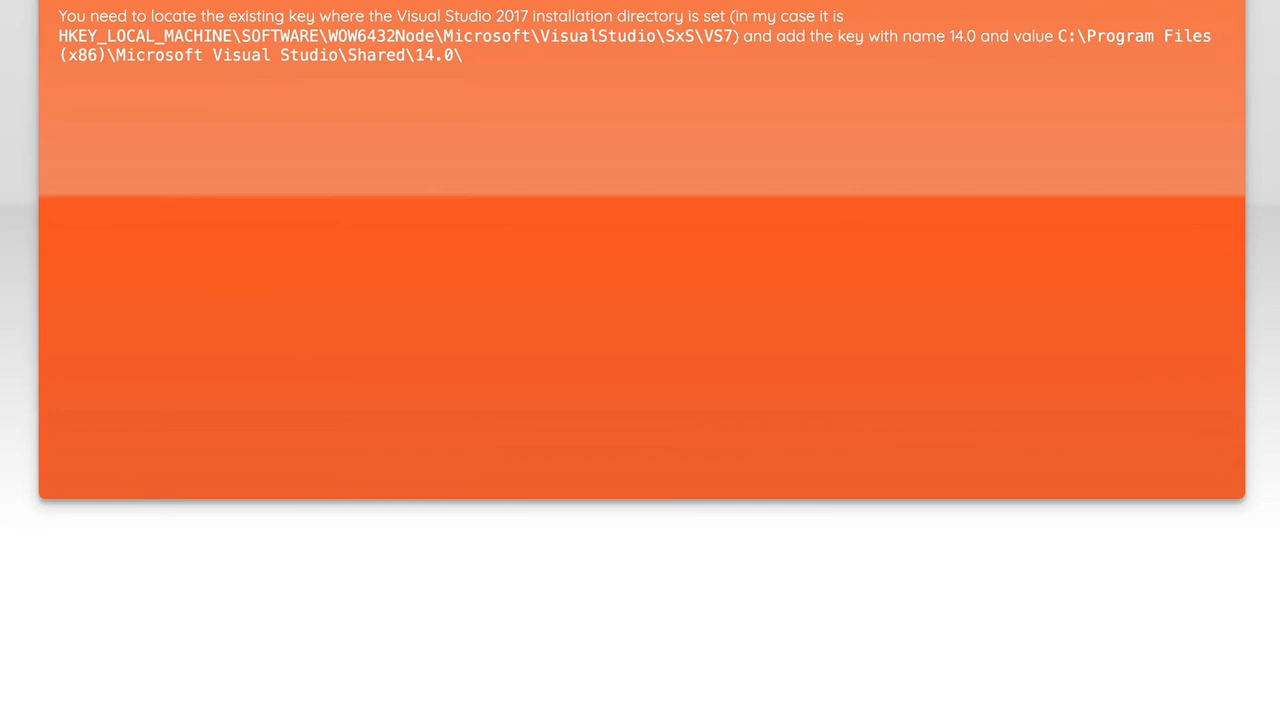 You need to locate the existing key where the Visual Studio 2017 installation directory is set (in my case it is
HKEY_LOCAL_MACHINE\SOFTWARE\WOW6432Node\Microsoft\VisualStudio\SxS\VS7) and add the key with name 14.0 and value C:\Program Files
(x86)\Microsoft Visual Studio\Shared\14.0\